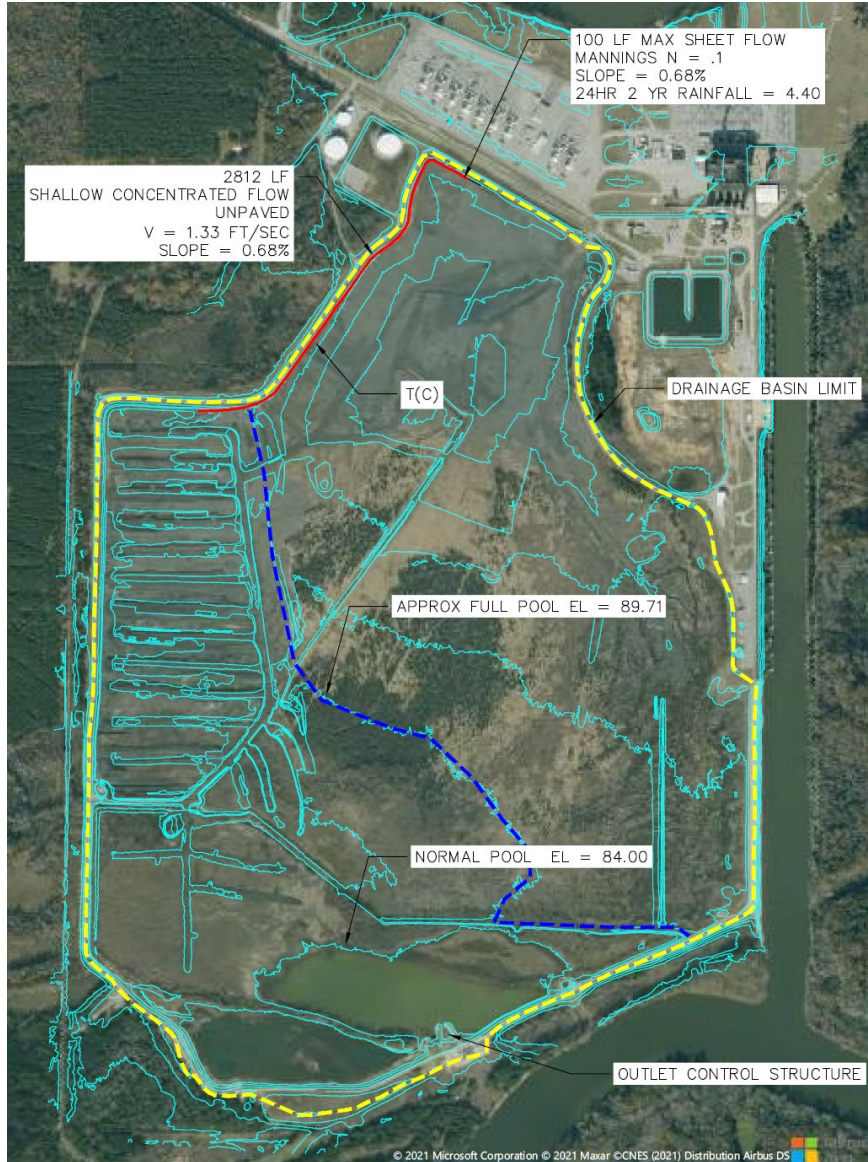 100 LF MAX SHEET FLOW
MANNINGS N = .1
SLOPE = 0.68%
24HR 2 YR RAINFALL = 4.40
2812 LF
SHALLOW CONCENTRATED FLOW
UNPAVED
V = 1.33 FT/SEC
SLOPE = 0.68%
T(C)
DRAINAGE BASIN LIMIT
APPROX FULL POOL EL = 89.71
NORMAL POOL EL = 84.00
OUTLET CONTROL STRUCTURE
© 2021 Microsoft Corporation © 2021 Maxar ©CNES (2021) Distribution Airbus DS